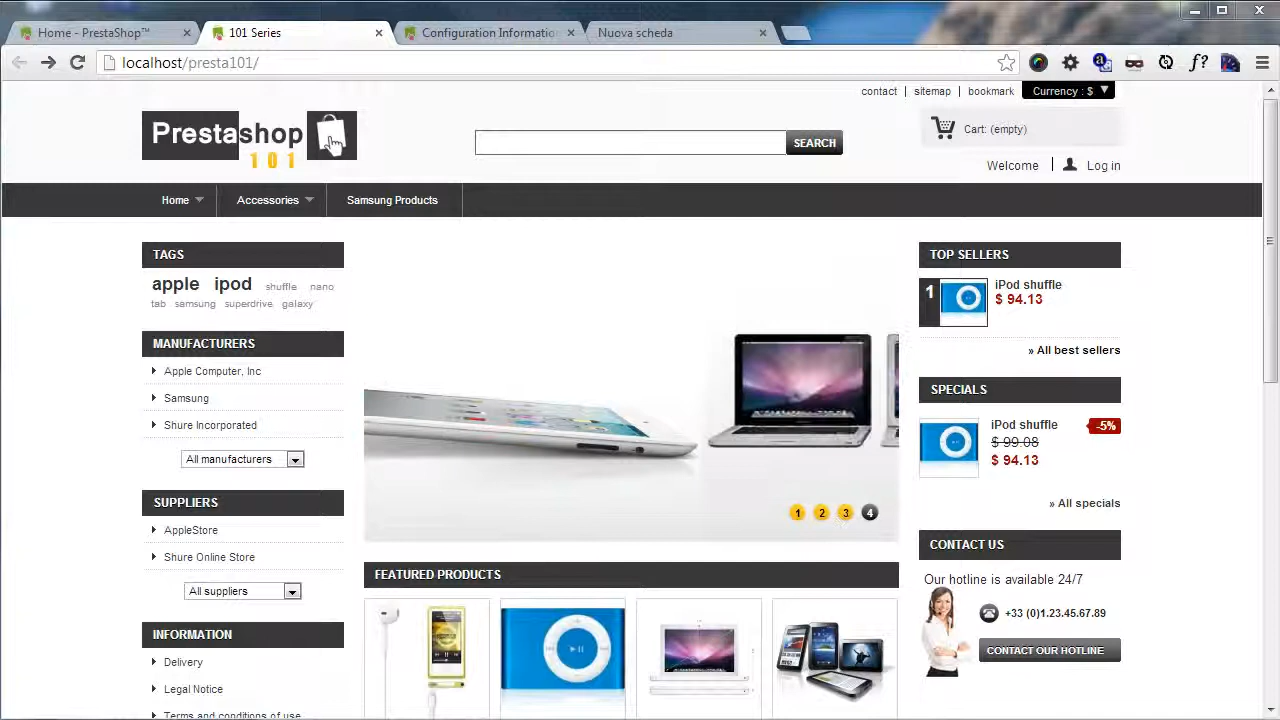 Home - PrestaShop™
101 Series
Configuration Informatio
Nuova scheda
localhost/presta101/
contact
sitemap
bookmark
Currency : $
Prestashop
101
SEARCH
Cart: (empty)
Welcome
Log in
Home
Accessories
Samsung Products
TAGS
apple ipod shuffle nano
tab samsung superdrive galaxy
MANUFACTURERS
Apple Computer, Inc
Samsung
Shure Incorporated
All manufacturers
SUPPLIERS
AppleStore
Shure Online Store
All suppliers
INFORMATION
Delivery
Legal Notice
Terms and conditions of use
1 2 3 4
FEATURED PRODUCTS
TOP SELLERS
1
iPod shuffle
$ 94.13
» All best sellers
SPECIALS
iPod shuffle
-5%
$ 99.08
$ 94.13
» All specials
CONTACT US
Our hotline is available 24/7
+33 (0)1.23.45.67.89
CONTACT OUR HOTLINE